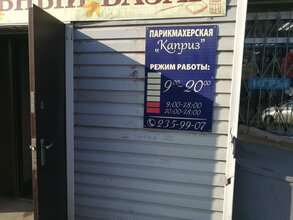 ПАРИКМАХЕРСКАЯ
„Каприз"
РЕЖИМ РАБОТЫ:
9⁰⁰-20⁰⁰
9:00-18:00
10:00-18:00
235-99-07